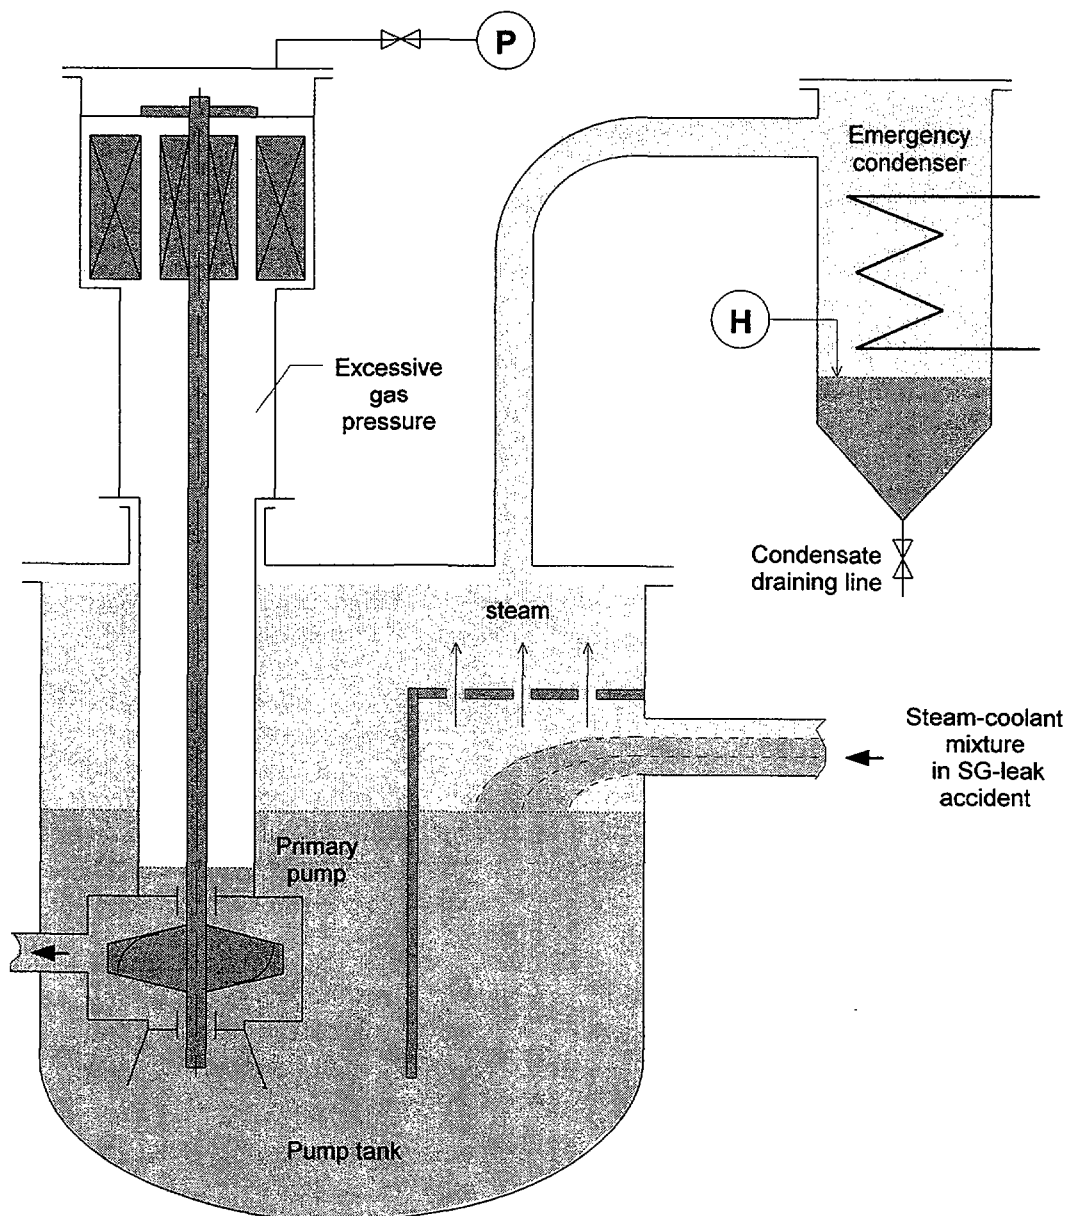 P
Emergency
condenser
H
Excessive
gas
pressure
Condensate
draining line
steam
Steam-coolant
mixture
in SG-leak
accident
Primary
pump
Pump tank